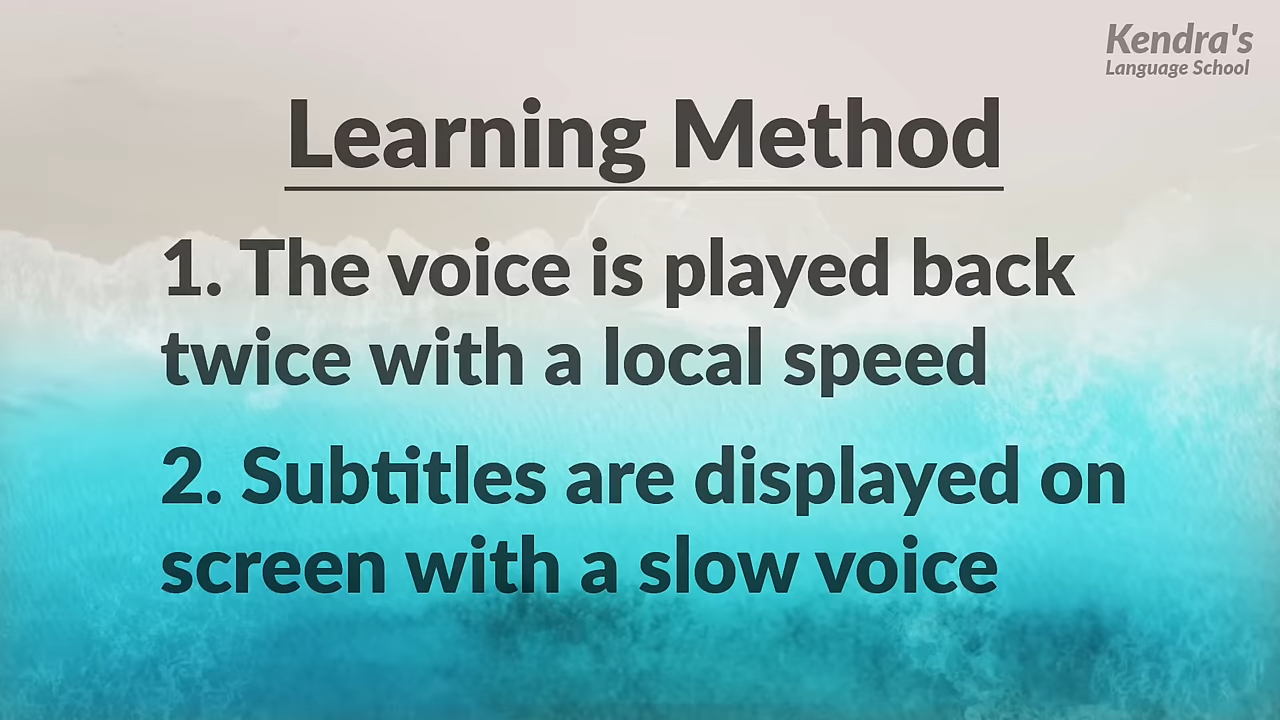 Kendra's
Language School
Learning Method
1. The voice is played back
twice with a local speed
2. Subtitles are displayed on
screen with a slow voice